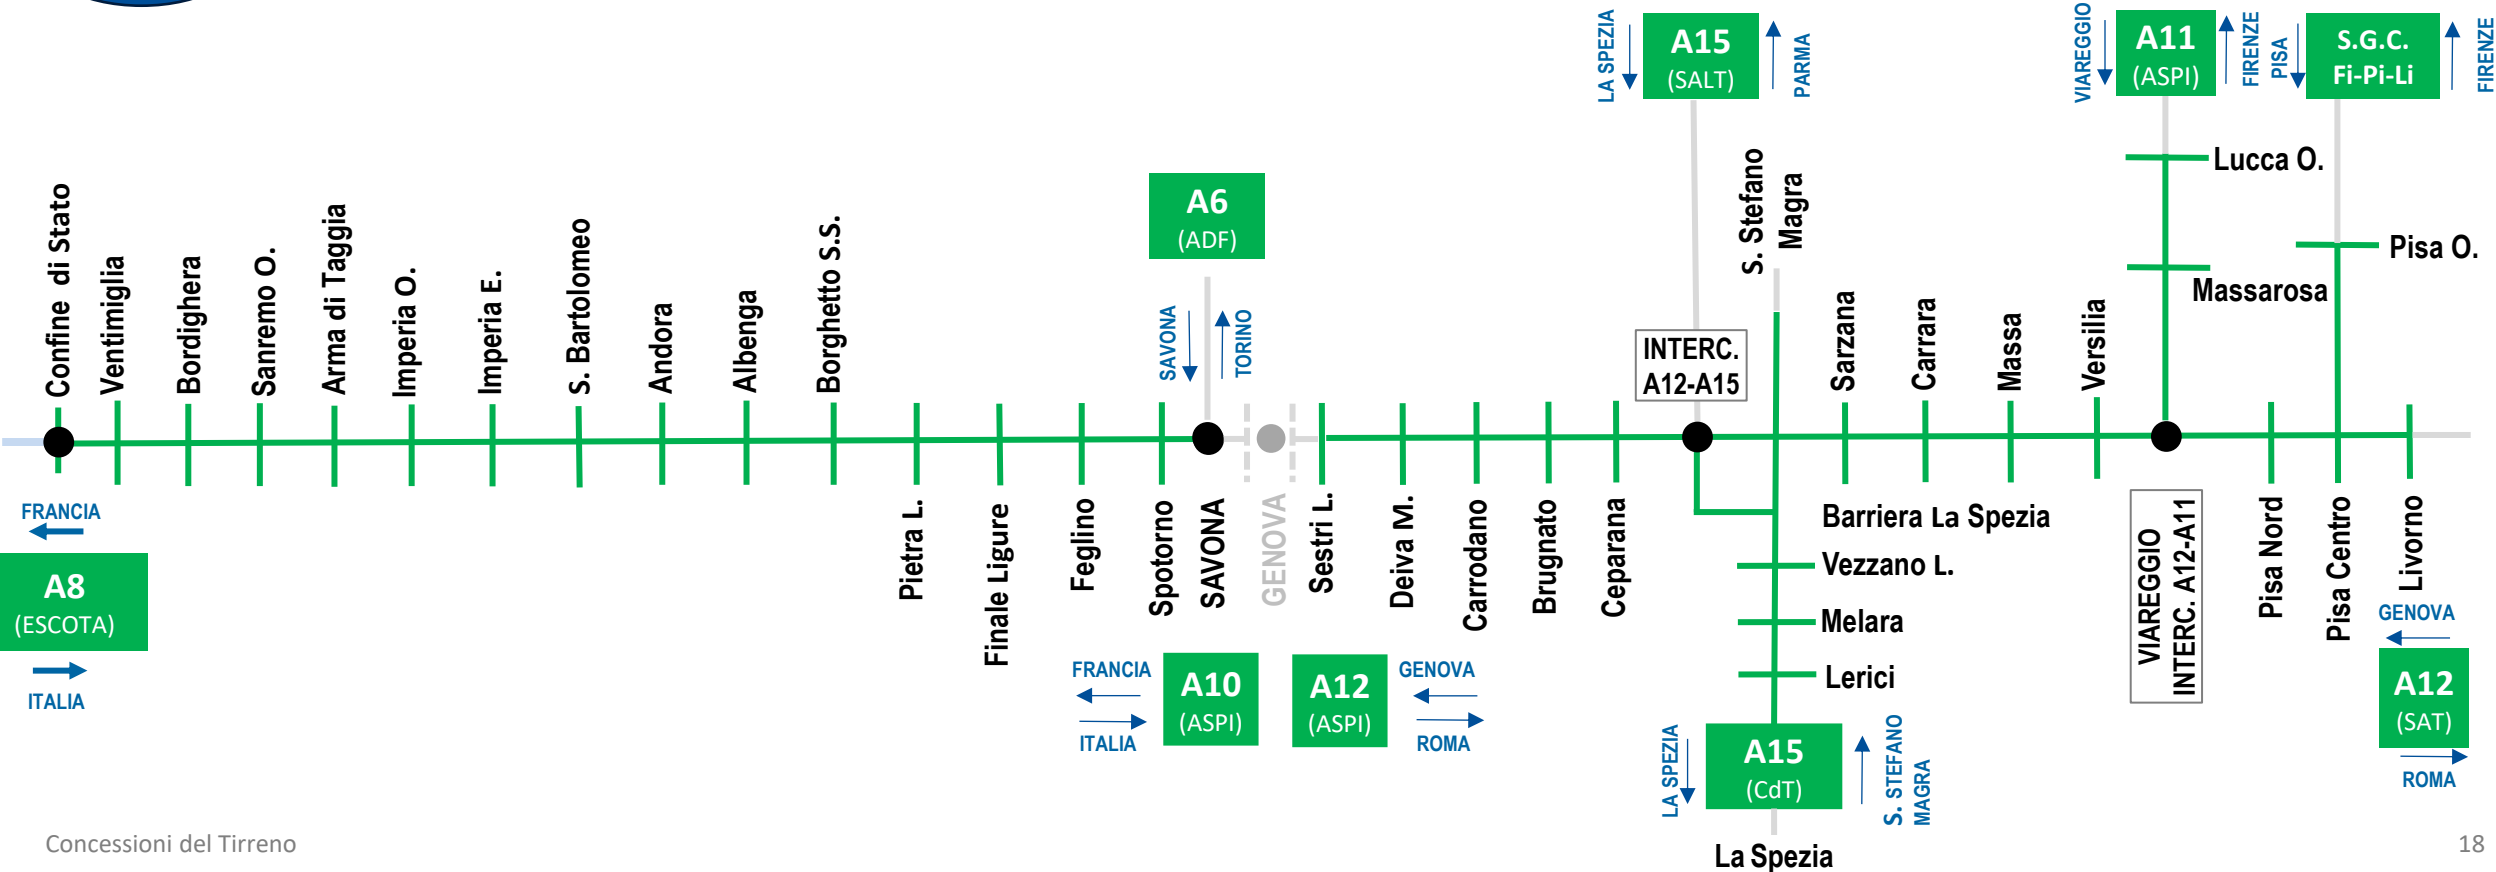 LA SPEZIA
A15
(SALT)
PARMA
VIAREGGIO
A11
(ASPI)
FIRENZE
PISA
S.G.C.
Fi-Pi-Li
FIRENZE
Confine di Stato
Ventimiglia
Bordighera
Sanremo O.
Arma di Taggia
Imperia O.
Imperia E.
S. Bartolomeo
Andora
Albenga
Borghetto S.S.
A6
(ADF)
SAVONA
TORINO
INTERC.
A12-A15
S. Stefano
Magra
Sarzana
Carrara
Massa
Versilia
Lucca O.
Massarosa
Pisa O.
FRANCIA
A8
(ESCOTA)
ITALIA
Pietra L.
Finale Ligure
Feglino
Spotorno
SAVONA
GENOVA
Sestri L.
Deiva M.
Carrodano
Brugnato
Ceparana
Barriera La Spezia
Vezzano L.
Melara
Lerici
VIAREGGIO
INTERC. A12-A11
Pisa Nord
Pisa Centro
Livorno
FRANCIA
ITALIA
A10
(ASPI)
A12
(ASPI)
GENOVA
ROMA
LA SPEZIA
A15
(CdT)
S. STEFANO
MAGRA
La Spezia
GENOVA
A12
(SAT)
ROMA
Concessioni del Tirreno
18